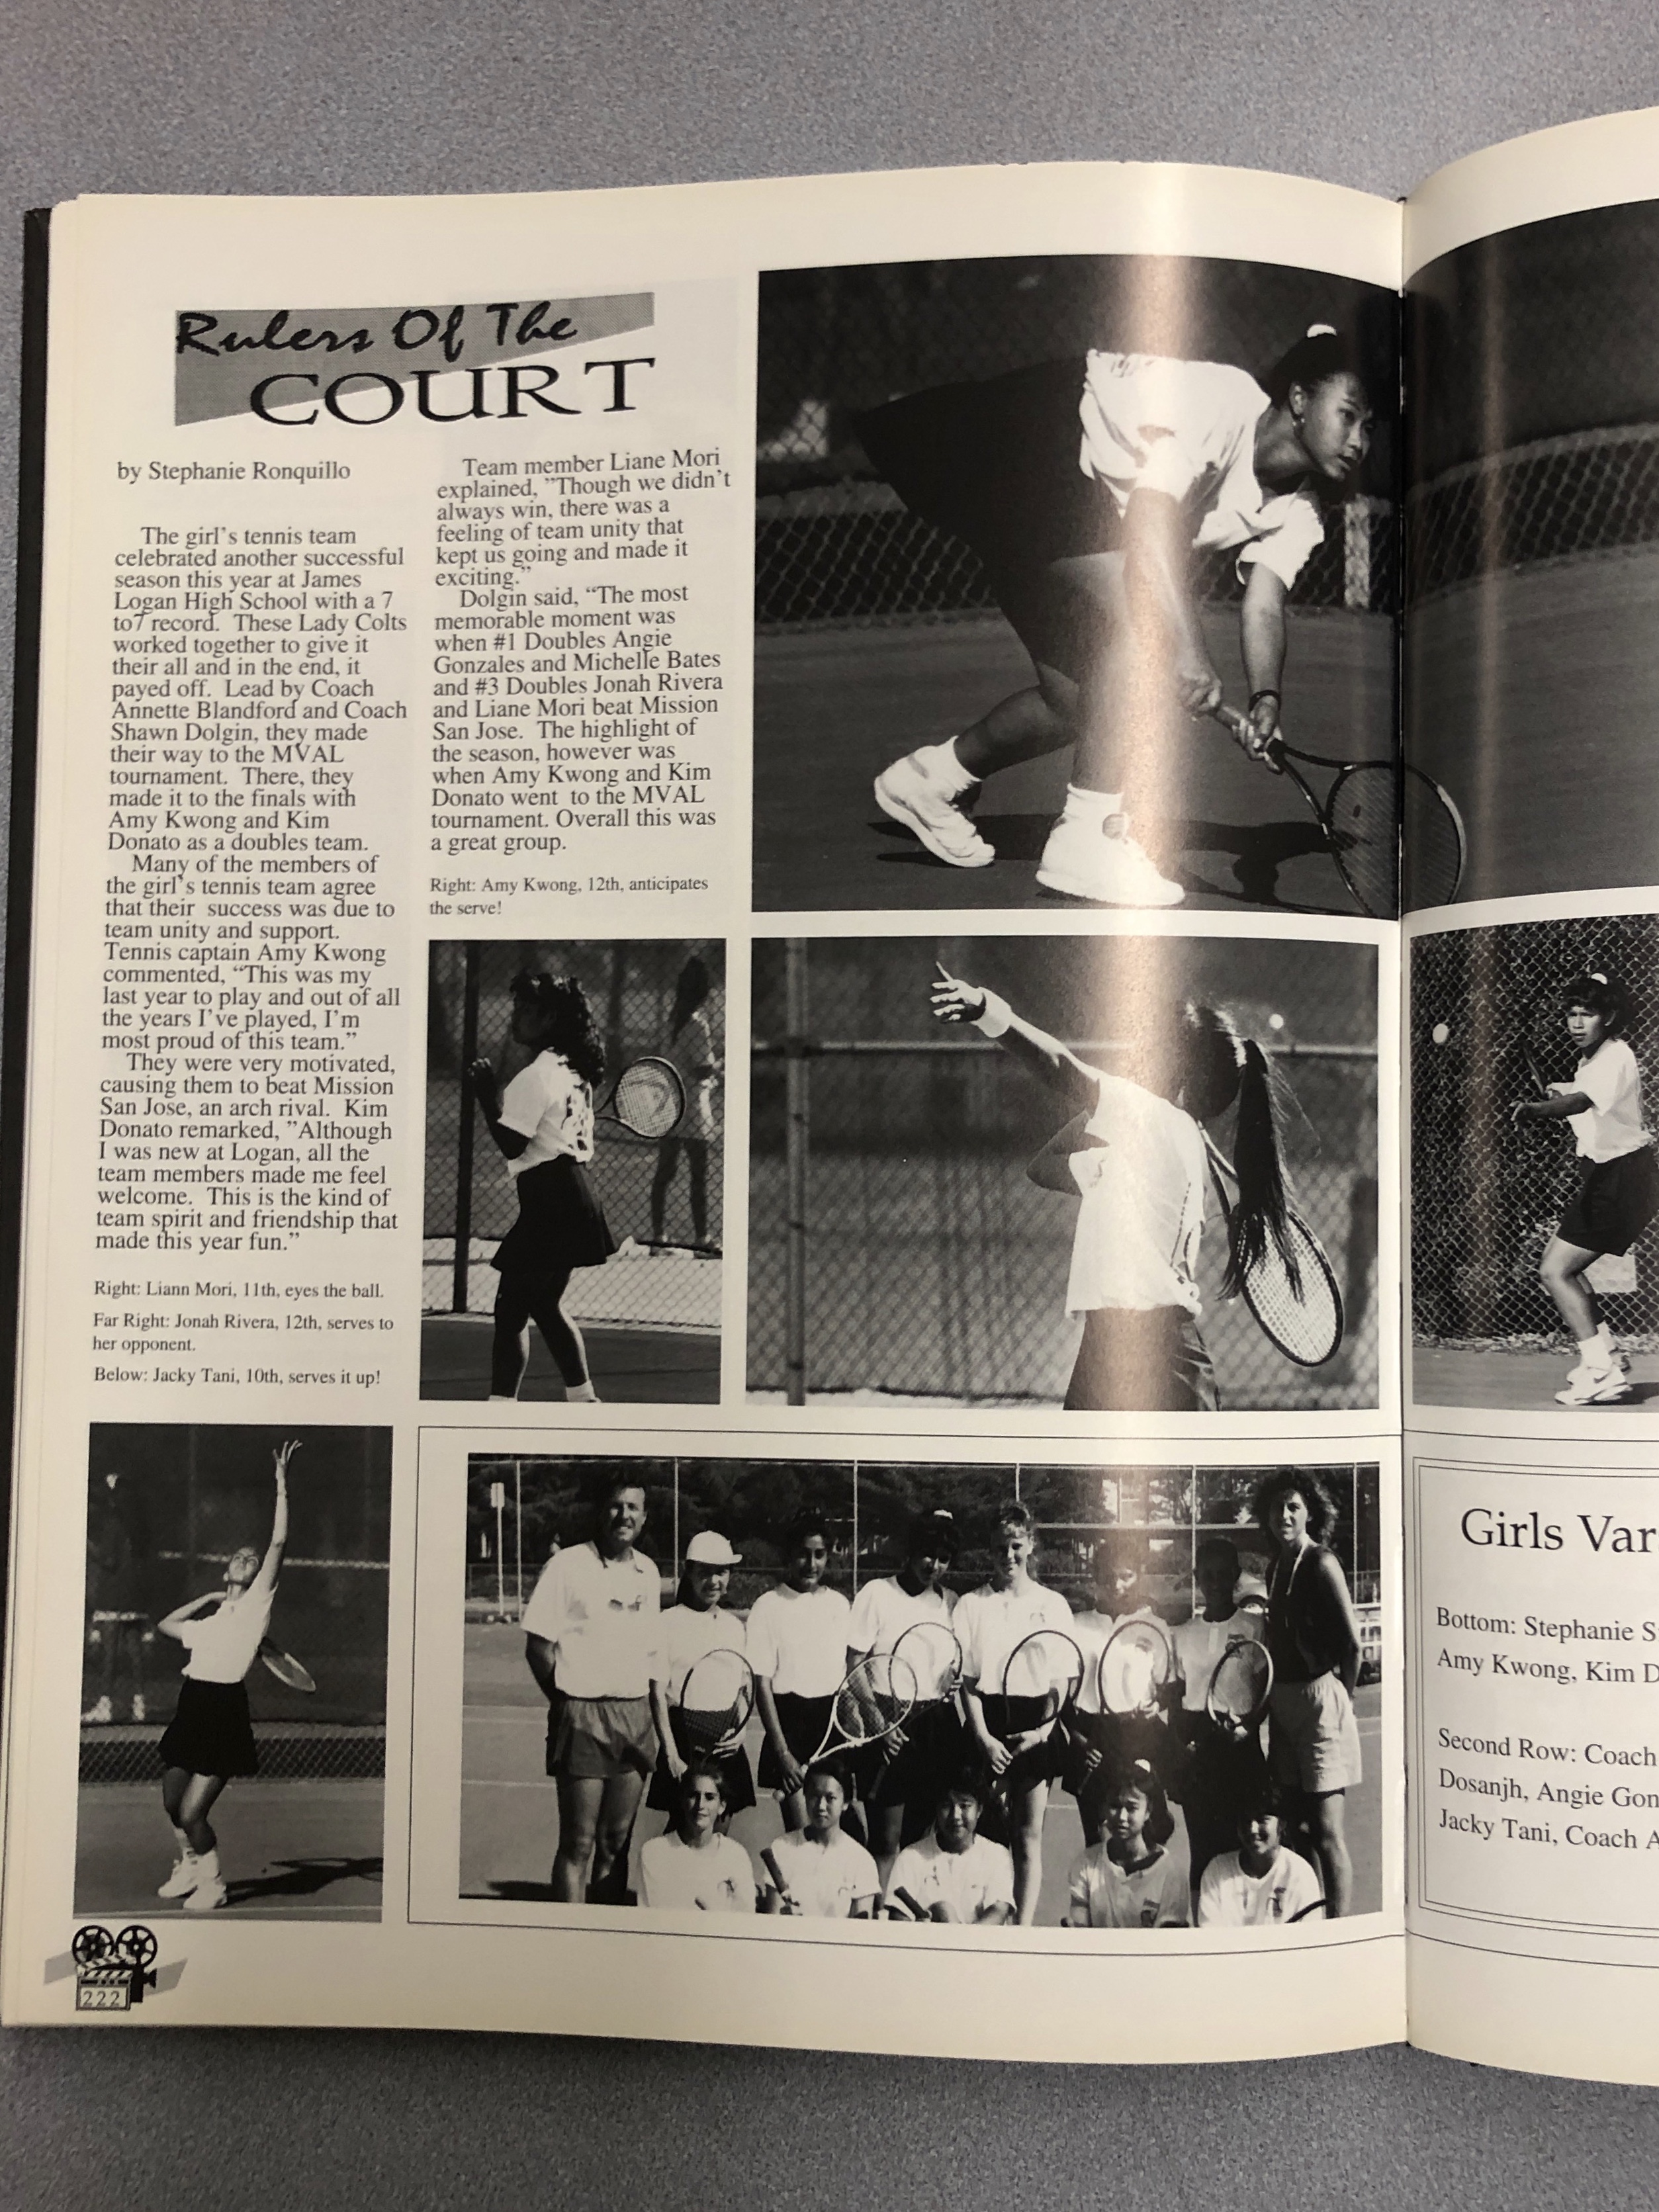 Rulers Of The
COURT
by Stephanie Ronquillo
The girl's tennis team
celebrated another successful
season this year at James
Logan High School with a 7
to7 record. These Lady Colts
worked together to give it
their all and in the end, it
payed off. Lead by Coach
Annette Blandford and Coach
Shawn Dolgin, they made
their way to the MVAL
tournament. There, they
made it to the finals with
Amy Kwong and Kim
Donato as a doubles team.
Many of the members of
the girl's tennis team agree
that their success was due to
team unity and support.
Tennis captain Amy Kwong
commented, “This was my
last year to play and out of all
the years I've played, I'm
most proud of this team.”
They were very motivated,
causing them to beat Mission
San Jose, an arch rival. Kim
Donato remarked, ”Although
I was new at Logan, all the
team members made me feel
welcome. This is the kind of
team spirit and friendship that
made this year fun.”
Right: Liann Mori, 11th, eyes the ball.
Far Right: Jonah Rivera, 12th, serves to
her opponent.
Below: Jacky Tani, 10th, serves it up!
Team member Liane Mori
explained, ”Though we didn't
always win, there was a
feeling of team unity that
kept us going and made it
exciting.”
Dolgin said, “The most
memorable moment was
when #1 Doubles Angie
Gonzales and Michelle Bates
and #3 Doubles Jonah Rivera
and Liane Mori beat Mission
San Jose. The highlight of
the season, however was
when Amy Kwong and Kim
Donato went to the MVAL
tournament. Overall this was
a great group.
Right: Amy Kwong, 12th, anticipates
the serve!
222
Girls Var
Bottom: Stephanie S
Amy Kwong, Kim D
Second Row: Coach
Dosanjh, Angie Gon
Jacky Tani, Coach A